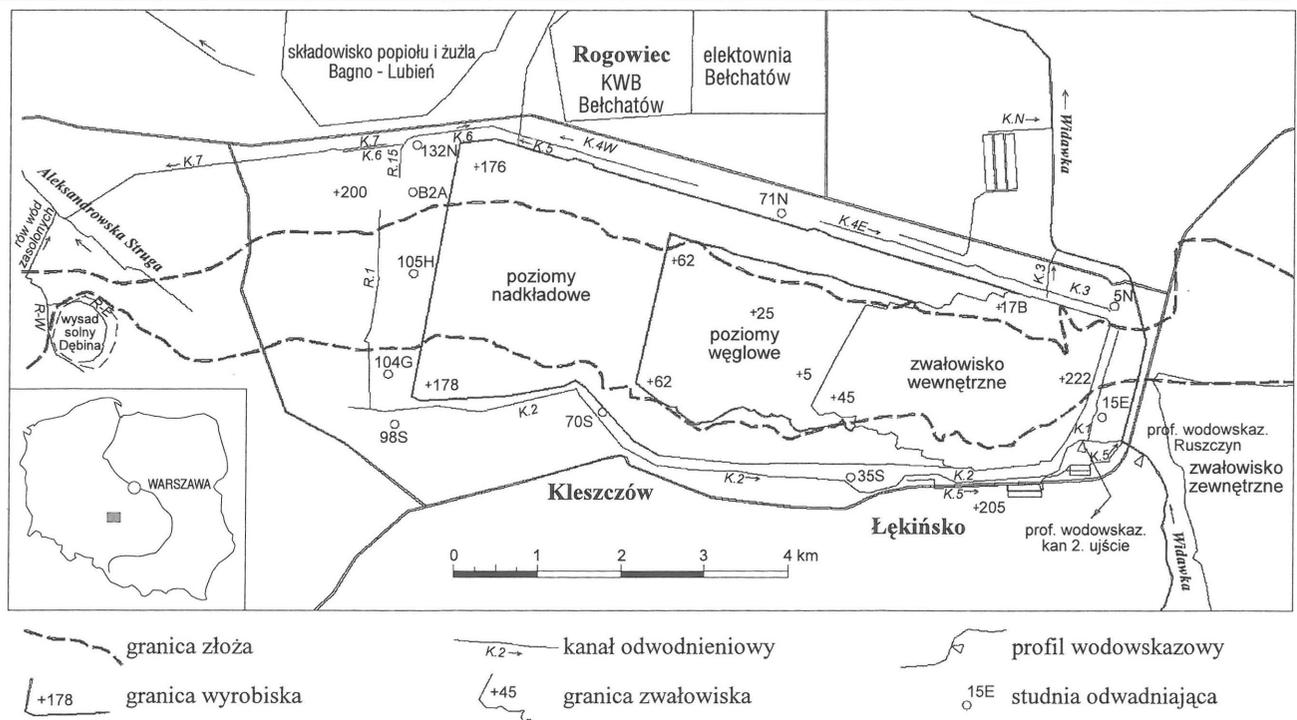 składowisko popiołu i żużla
Bagno - Lubień
Rogowiec
KWB
Bełchatów
elektownia
Bełchatów
K.N→
Widawka
K.7
K.6
K.6
K.5
K.4W
←K.7
R.15
132N
+176
+200
B2A
71N
K.4E→
Aleksandrowska Struga
rów wód
zasolonych
R.1
105H
poziomy
nadkładowe
+62
+25
poziomy
węglowe
+17B
K.3
K.3
5N
R-W
R-P
wysad
solny
Dębina
104G
+178
+62
+5
+45
zwałowisko
wewnętrzne
+222
15E
K.1
K.5
98S
K.2
70S
K.2→
35S
K.2
K.5→
+205
prof. wodowskaz.
Ruszczyn
zwałowisko
zewnętrzne
Kleszczów
Łękińsko
prof. wodowskaz.
kan 2. ujście
Widawka
WARSZAWA
0 1 2 3 4 km
granica złoża
K.2→
kanał odwodnieniowy
profil wodowskazowy
+178
granica wyrobiska
+45
granica zwałowiska
15E
studnia odwadniająca